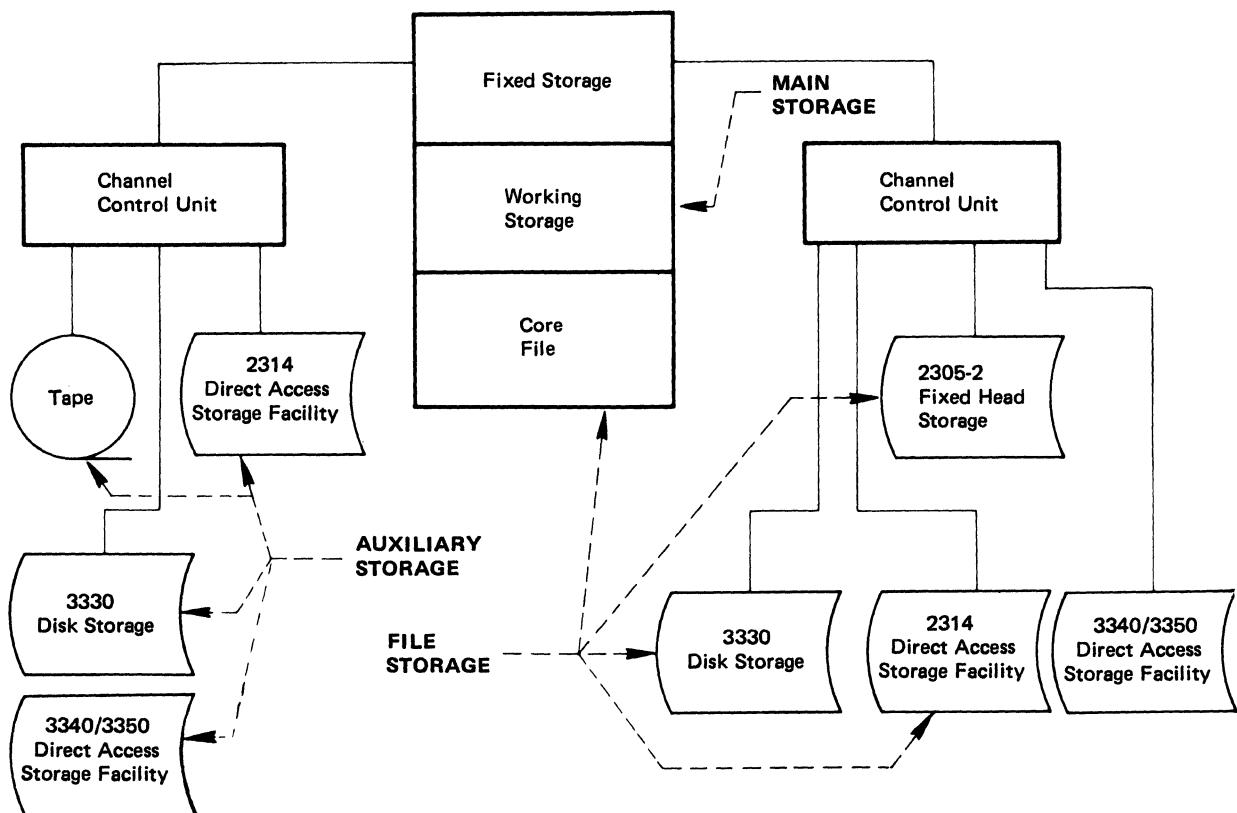 Fixed Storage
MAIN
STORAGE
Channel
Control Unit
Working
Storage
Channel
Control Unit
Core
File
Tape
2314
Direct Access
Storage Facility
2305-2
Fixed Head
Storage
AUXILIARY
STORAGE
3330
Disk Storage
FILE
STORAGE
3330
Disk Storage
2314
Direct Access
Storage Facility
3340/3350
Direct Access
Storage Facility
3340/3350
Direct Access
Storage Facility